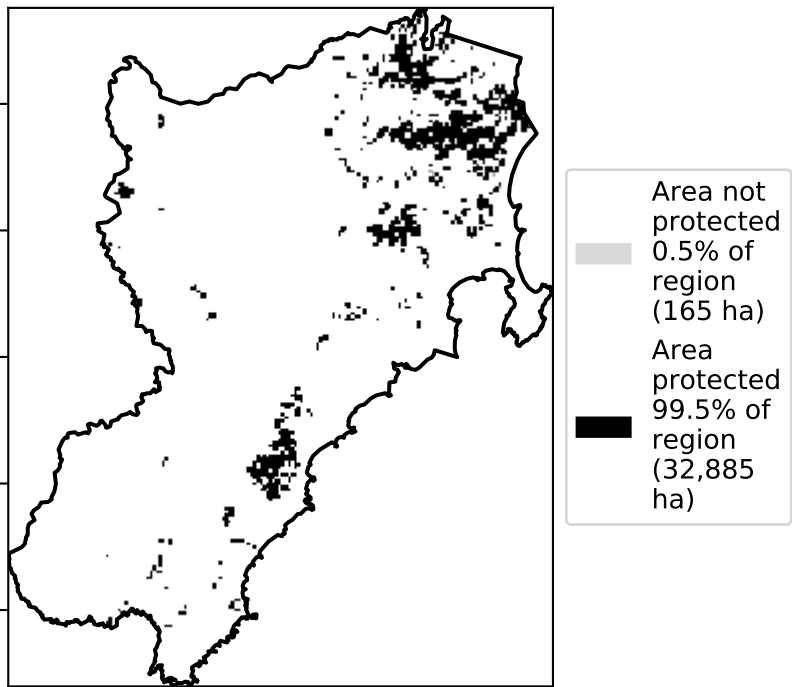 Area not
protected
0.5% of
region
(165 ha)
Area
protected
99.5% of
region
(32,885
ha)